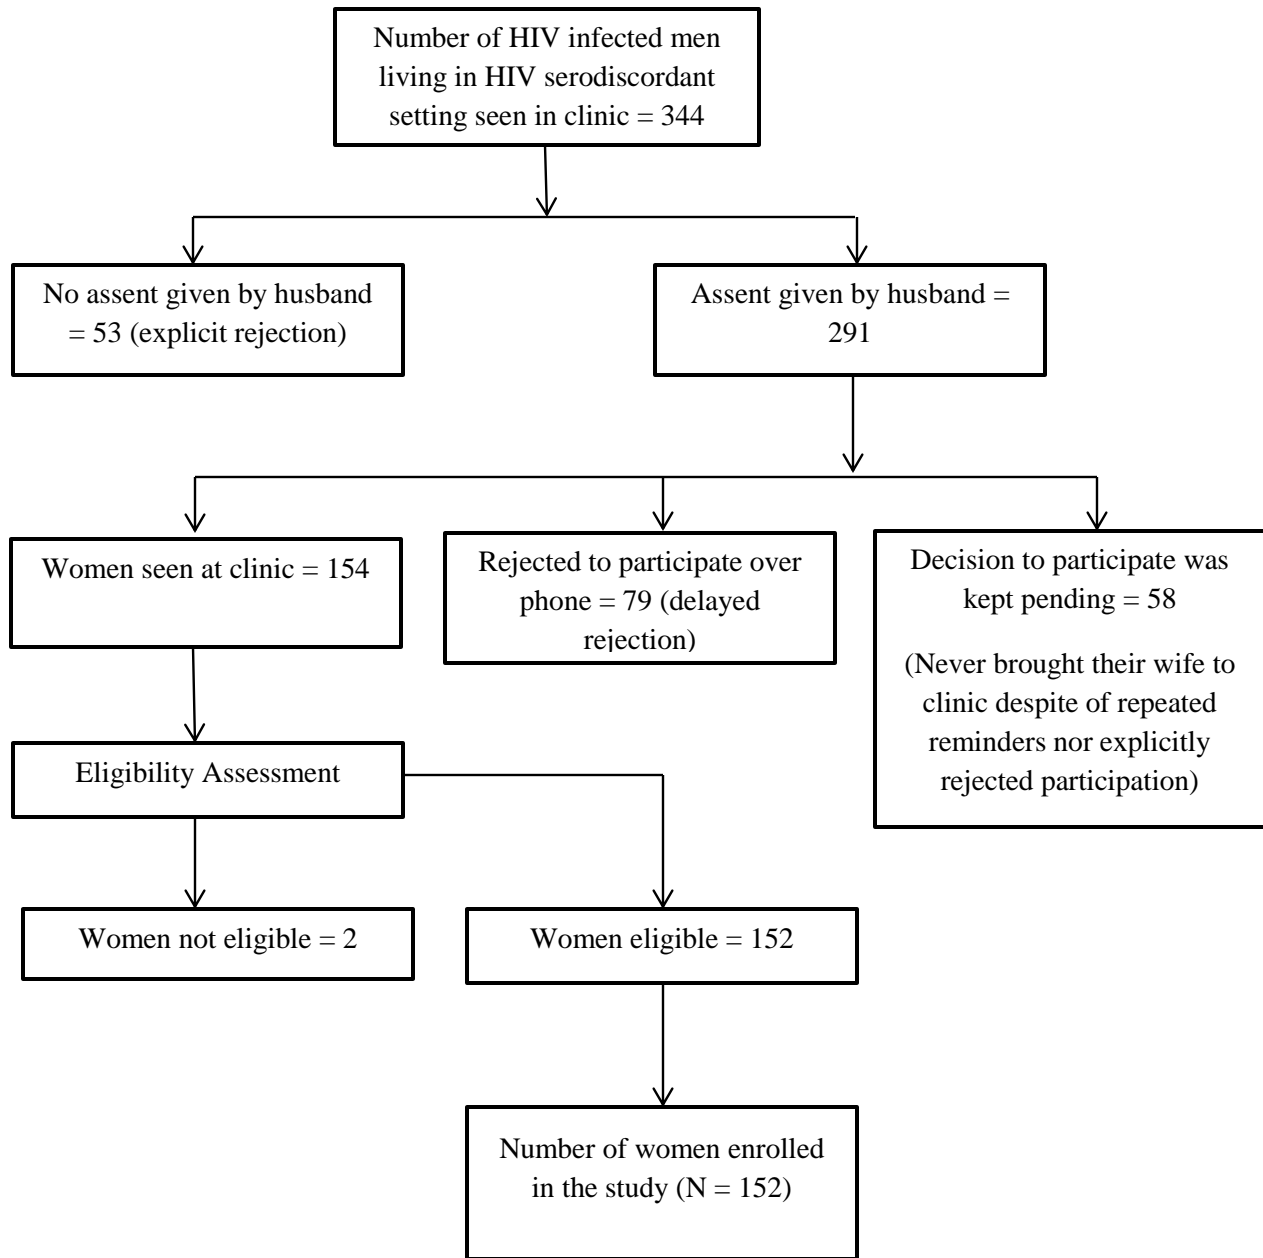 Number of HIV infected men
living in HIV serodiscordant
setting seen in clinic = 344
No assent given by husband
= 53 (explicit rejection)
Assent given by husband =
291
Women seen at clinic = 154
Rejected to participate over
phone = 79 (delayed
rejection)
Decision to participate was
kept pending = 58
(Never brought their wife to
clinic despite of repeated
reminders nor explicitly
rejected participation)
Eligibility Assessment
Women not eligible = 2
Women eligible = 152
Number of women enrolled
in the study (N = 152)